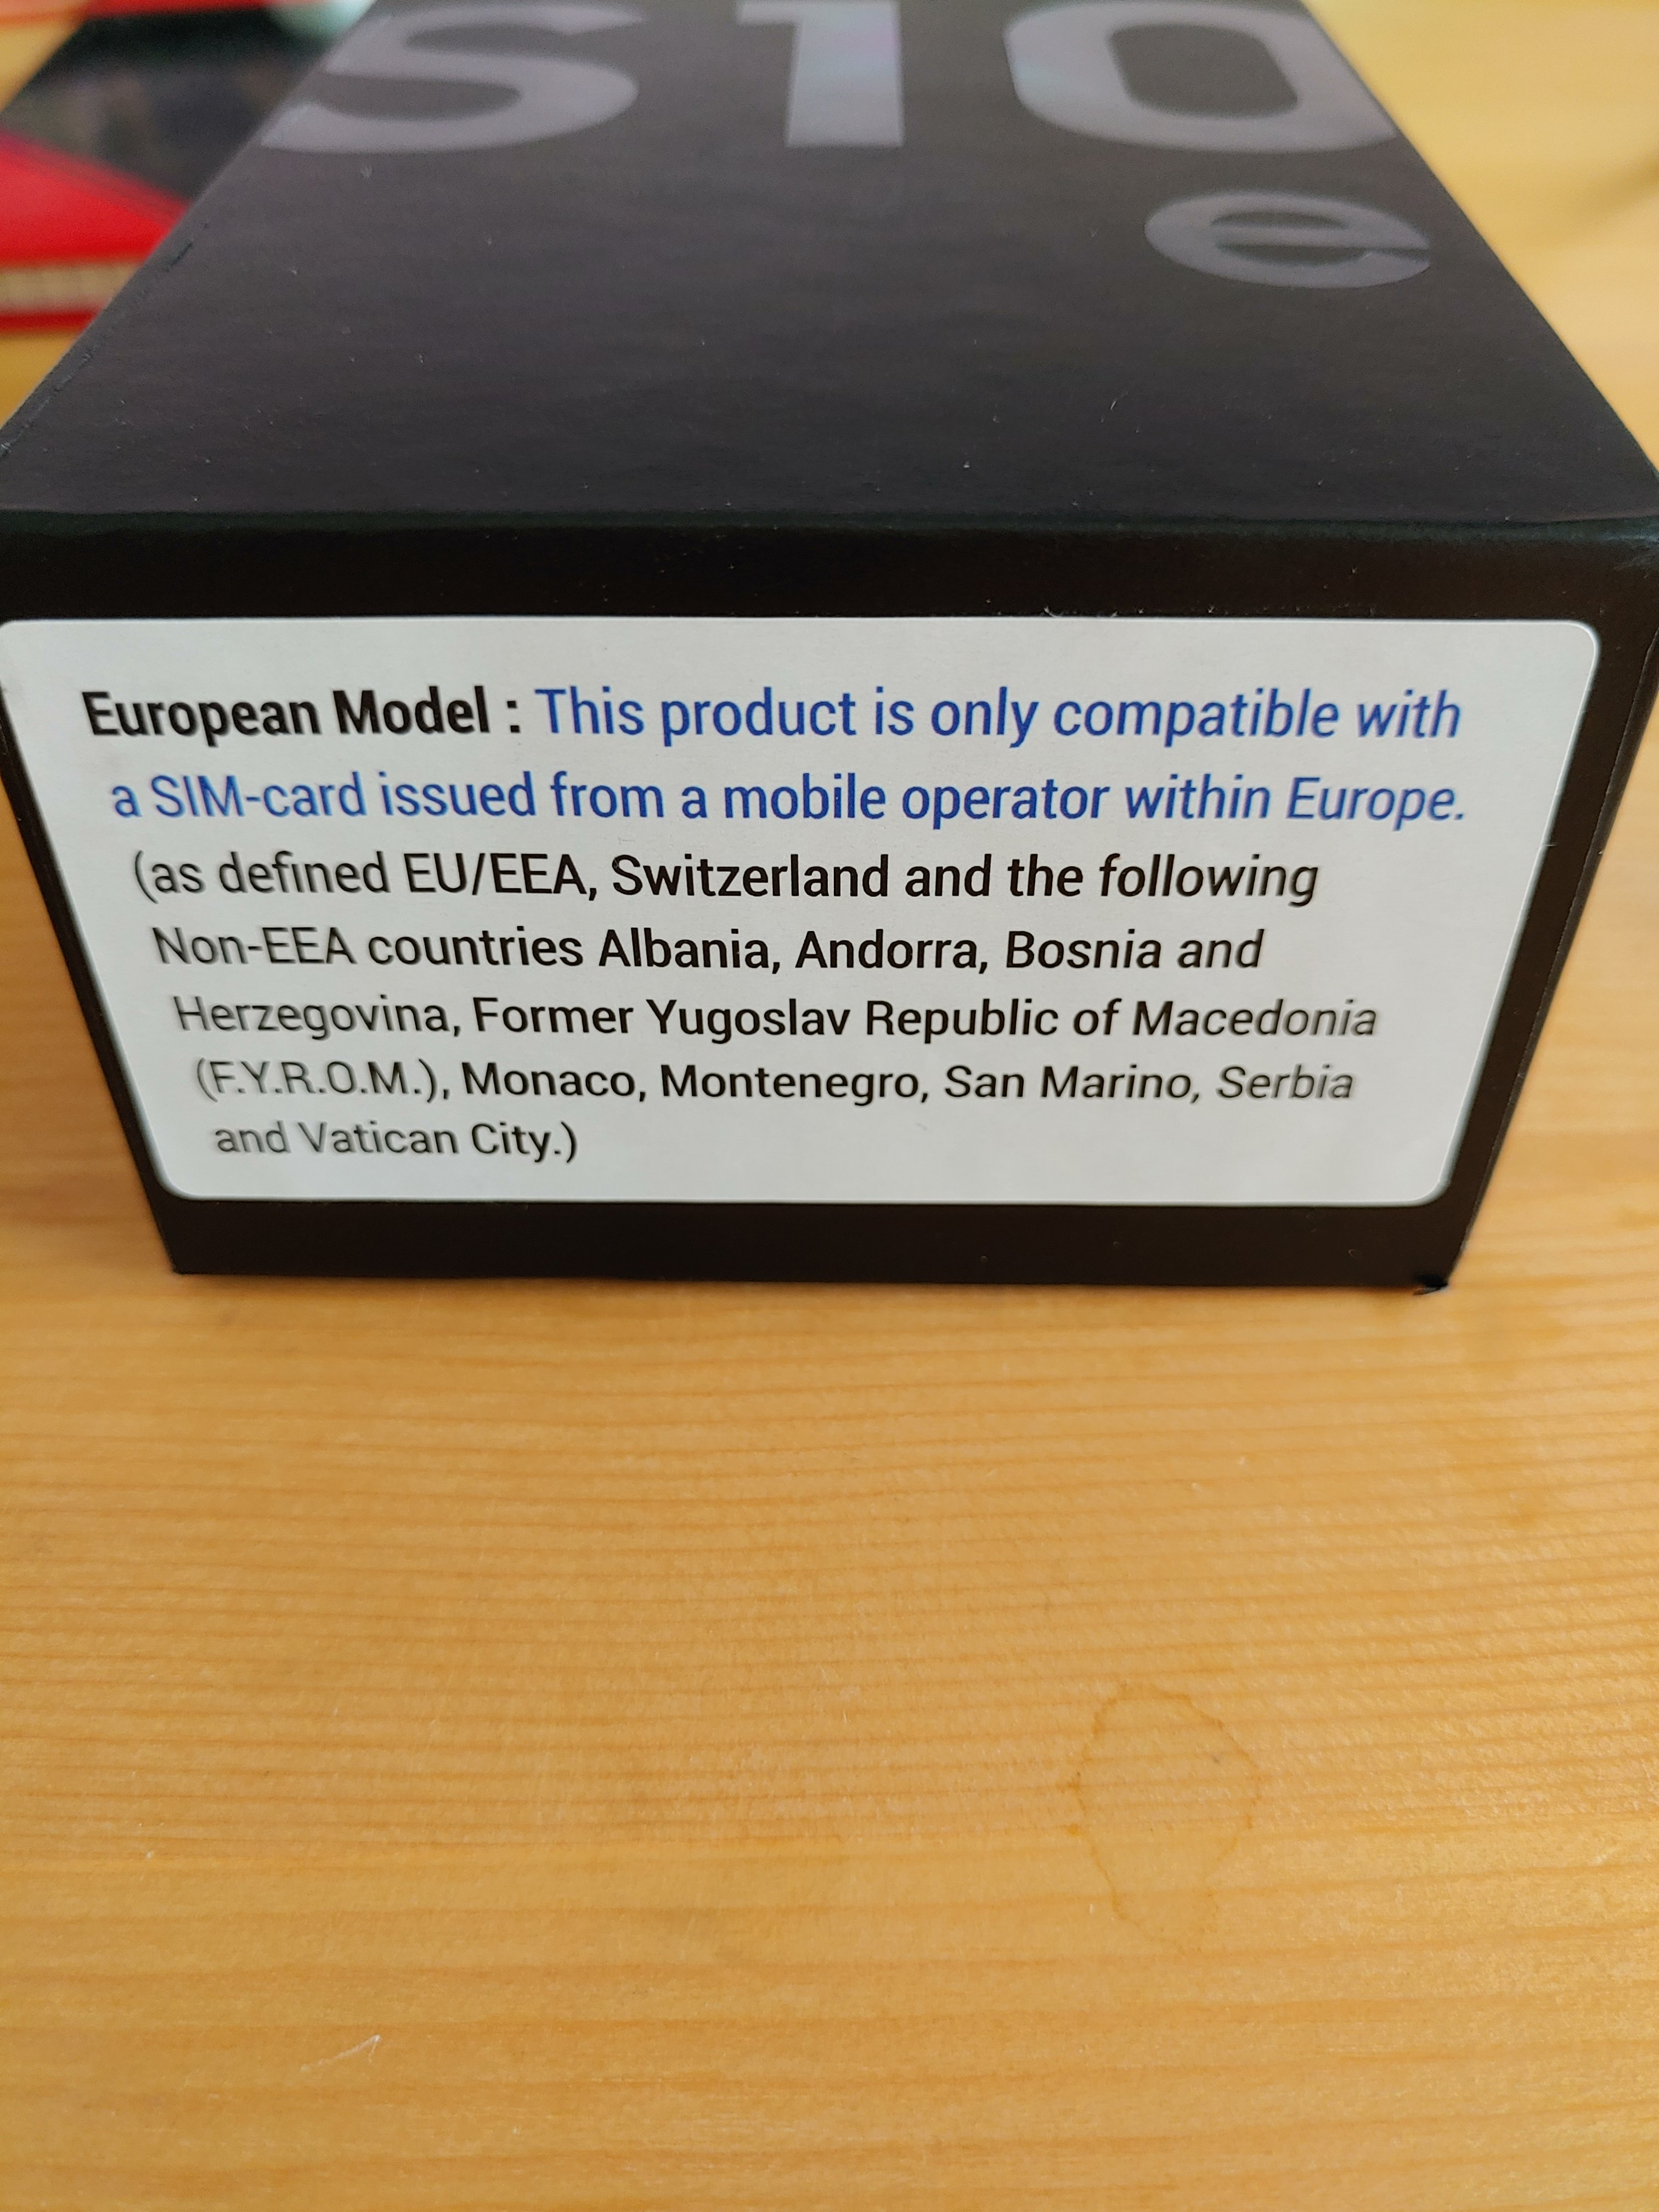 S10
e
European Model : This product is only compatible with
a SIM-card issued from a mobile operator within Europe.
(as defined EU/EEA, Switzerland and the following
Non-EEA countries Albania, Andorra, Bosnia and
Herzegovina, Former Yugoslav Republic of Macedonia
(F.Y.R.O.M.), Monaco, Montenegro, San Marino, Serbia
and Vatican City.)